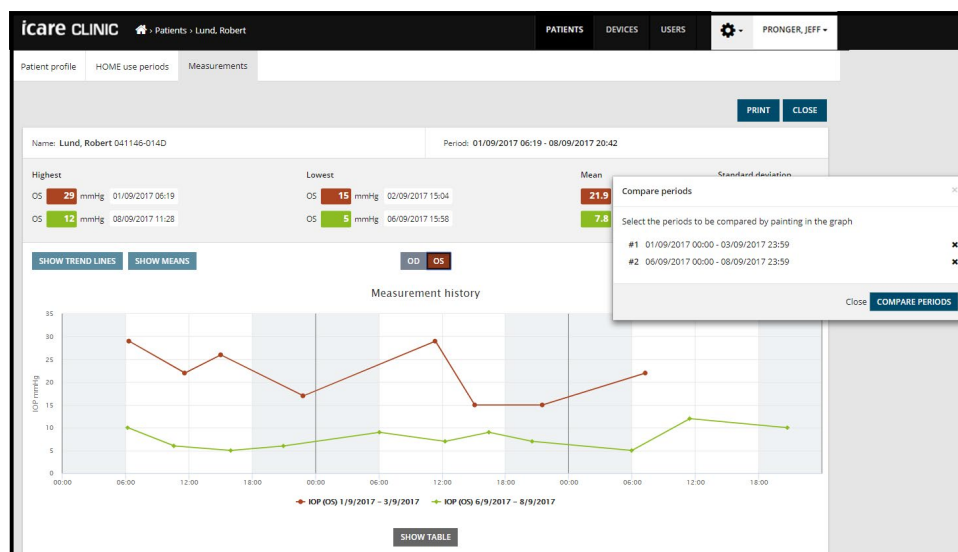 icare CLINIC › Patients › Lund, Robert PATIENTS DEVICES USERS PRONGER, JEFF
Patient profile HOME use periods Measurements
PRINT CLOSE
Name: Lund, Robert 041146-014D Period: 01/09/2017 06:19 - 08/09/2017 20:42
Highest Lowest Mean Standard deviation
OS 29 mmHg 01/09/2017 06:19 OS 15 mmHg 02/09/2017 15:04 21.9
OS 12 mmHg 08/09/2017 11:28 OS 5 mmHg 06/09/2017 15:58 7.8
Compare periods ×
Select the periods to be compared by painting in the graph
#1 01/09/2017 00:00 - 03/09/2017 23:59 ×
#2 06/09/2017 00:00 - 08/09/2017 23:59 ×
Close COMPARE PERIODS
SHOW TREND LINES SHOW MEANS OD OS
Measurement history
IOP mmHg
35
30
25
20
15
10
5
0
00:00 06:00 12:00 18:00 00:00 06:00 12:00 18:00 00:00 06:00 12:00 18:00
IOP (OS) 1/9/2017 – 3/9/2017 IOP (OS) 6/9/2017 – 8/9/2017
SHOW TABLE